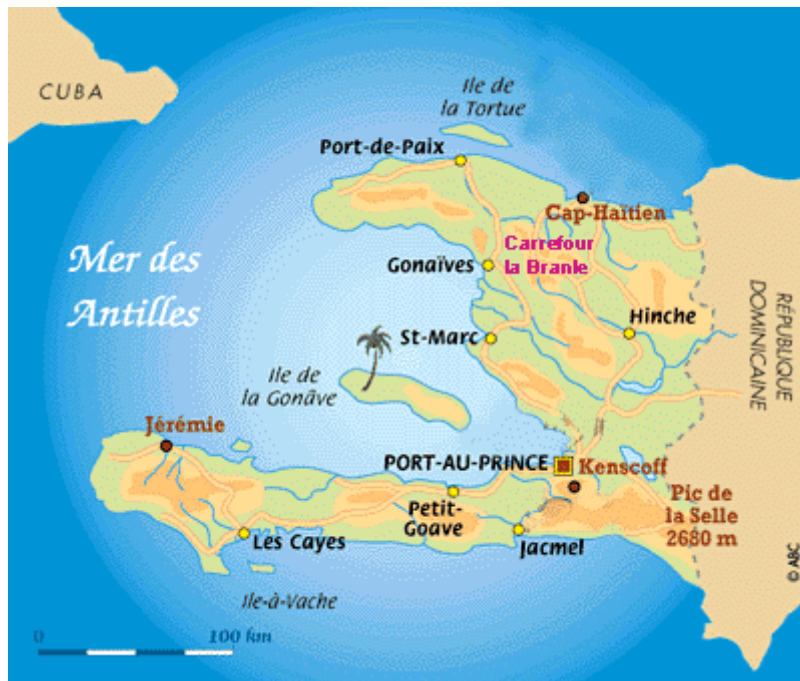 CUBA
Ile de
la Tortue
Port-de-Paix
Cap-Haïtien
Carrefour
la Branle
Mer des
Antilles
Gonaïves
RÉPUBLIQUE
DOMINICAINE
St-Marc
Hinche
Ile de
la Gonâve
Jérémie
PORT-AU-PRINCE
Kenscoff
Pic de
la Selle
2680 m
Petit-
Goave
Les Cayes
Jacmel
© ABC
Ile-à-Vache
0 100 km